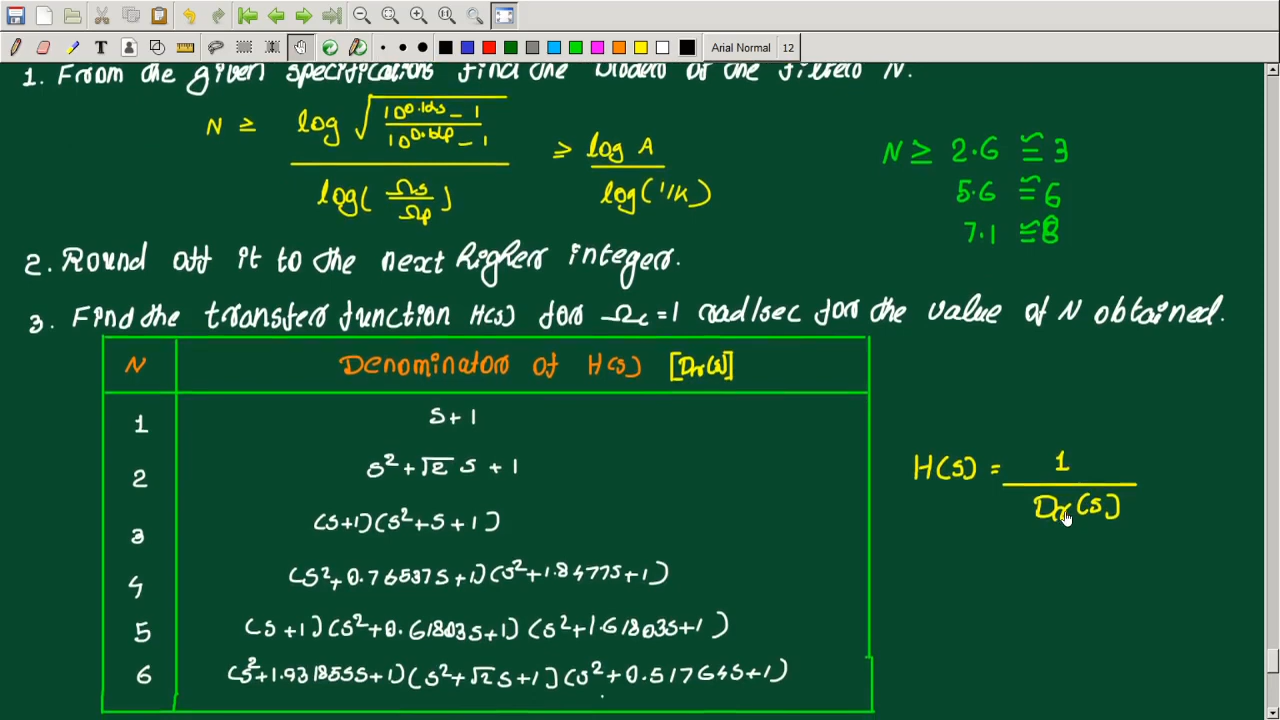 Arial Normal 12
1. From the given specifications find the order of the filter N.
N ≥ log √(10^0.1αs − 1 / 10^0.1αp − 1) / log(Ωs/Ωp) ≥ log A / log(1/K)
N ≥ 2.6 ≅ 3
5.6 ≅ 6
7.1 ≅ 8
2. Round off it to the next higher integer.
3. Find the transfer function H(s) for Ωc = 1 rad/sec for the value of N obtained.
N Denominator of H(s) [Dr(s)]
1 s + 1
2 s² + √2 s + 1
3 (s+1)(s²+s+1)
4 (s²+0.76537s+1)(s²+1.8477s+1)
5 (s+1)(s²+0.61803s+1)(s²+1.61803s+1)
6 (s²+1.931855s+1)(s²+√2s+1)(s²+0.51764s+1)
H(s) = 1 / Dr(s)